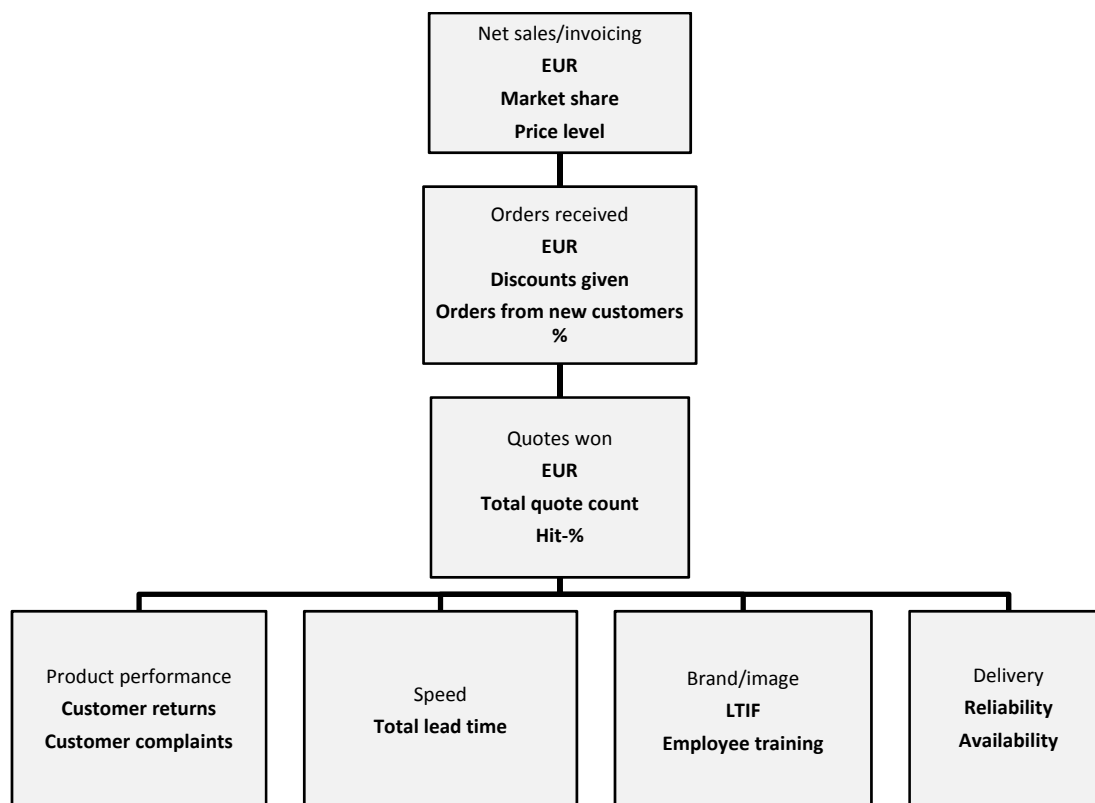 Net sales/invoicing
EUR
Market share
Price level
Orders received
EUR
Discounts given
Orders from new customers
%
Quotes won
EUR
Total quote count
Hit-%
Product performance
Customer returns
Customer complaints
Speed
Total lead time
Brand/image
LTIF
Employee training
Delivery
Reliability
Availability